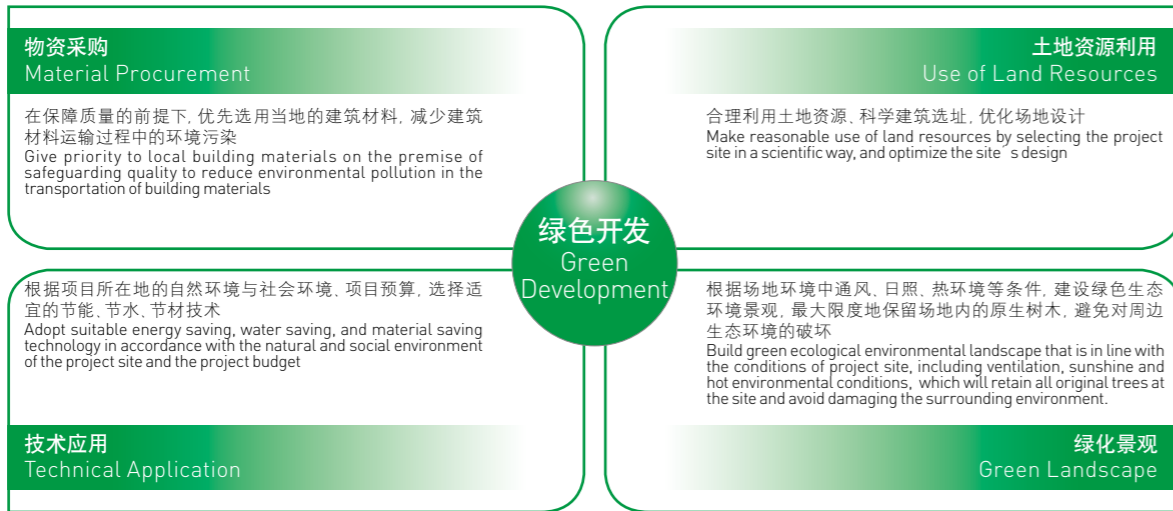 物资采购
Material Procurement
在保障质量的前提下, 优先选用当地的建筑材料, 减少建筑
材料运输过程中的环境污染
Give priority to local building materials on the premise of
safeguarding quality to reduce environmental pollution in the
transportation of building materials
土地资源利用
Use of Land Resources
合理利用土地资源、科学建筑选址, 优化场地设计
Make reasonable use of land resources by selecting the project
site in a scientific way, and optimize the site's design
绿色开发
Green
Development
根据项目所在地的自然环境与社会环境、项目预算, 选择适
宜的节能、节水、节材技术
Adopt suitable energy saving, water saving, and material saving
technology in accordance with the natural and social environment
of the project site and the project budget
技术应用
Technical Application
根据场地环境中通风、日照、热环境等条件, 建设绿色生态
环境景观, 最大限度地保留场地内的原生树木, 避免对周边
生态环境的破坏
Build green ecological environmental landscape that is in line with
the conditions of project site, including ventilation, sunshine and
hot environmental conditions, which will retain all original trees at
the site and avoid damaging the surrounding environment.
绿化景观
Green Landscape